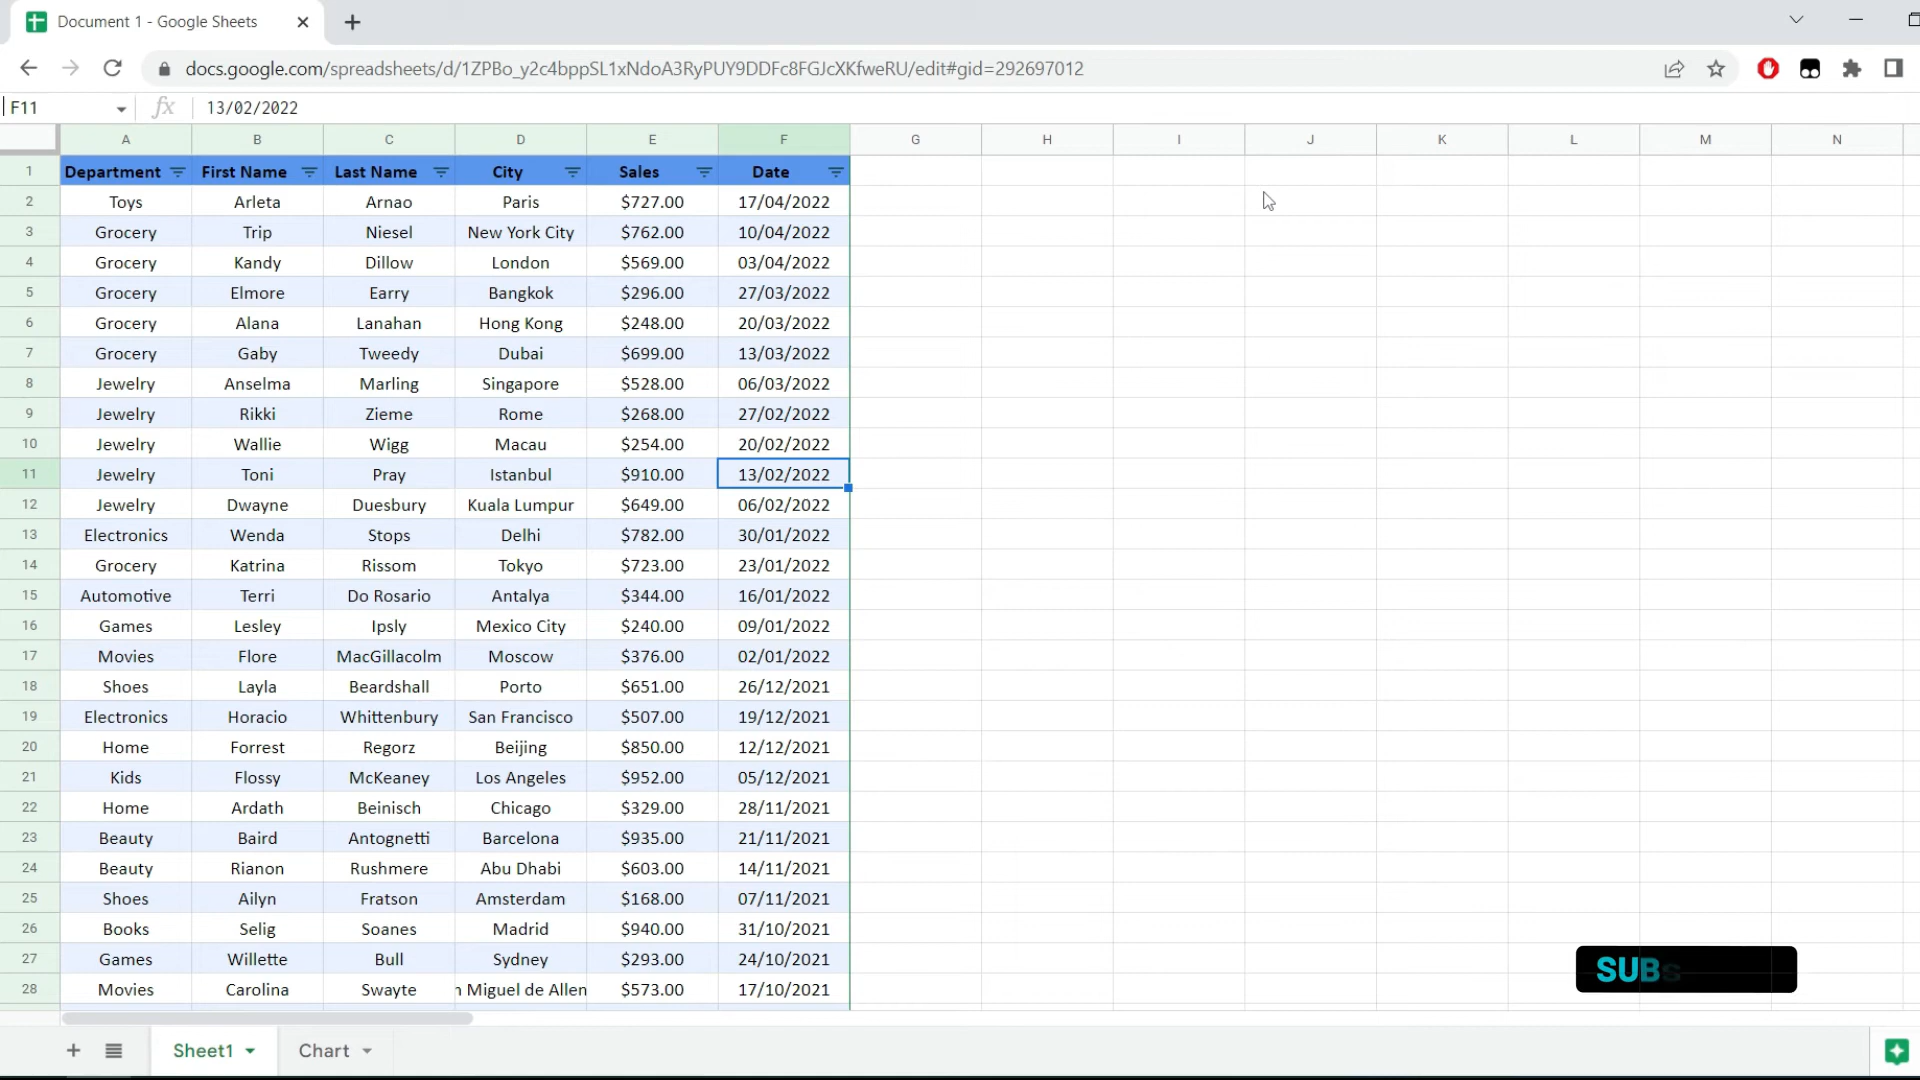 Document 1 - Google Sheets
docs.google.com/spreadsheets/d/1ZPBo_y2c4bppSL1xNdoA3RyPUY9DDFc8FGJcXKfweRU/edit#gid=292697012
F11 fx 13/02/2022
A B C D E F G H I J K L M N
1 Department First Name Last Name City Sales Date
2 Toys Arleta Arnao Paris $727.00 17/04/2022
3 Grocery Trip Niesel New York City $762.00 10/04/2022
4 Grocery Kandy Dillow London $569.00 03/04/2022
5 Grocery Elmore Earry Bangkok $296.00 27/03/2022
6 Grocery Alana Lanahan Hong Kong $248.00 20/03/2022
7 Grocery Gaby Tweedy Dubai $699.00 13/03/2022
8 Jewelry Anselma Marling Singapore $528.00 06/03/2022
9 Jewelry Rikki Zieme Rome $268.00 27/02/2022
10 Jewelry Wallie Wigg Macau $254.00 20/02/2022
11 Jewelry Toni Pray Istanbul $910.00 13/02/2022
12 Jewelry Dwayne Duesbury Kuala Lumpur $649.00 06/02/2022
13 Electronics Wenda Stops Delhi $782.00 30/01/2022
14 Grocery Katrina Rissom Tokyo $723.00 23/01/2022
15 Automotive Terri Do Rosario Antalya $344.00 16/01/2022
16 Games Lesley Ipsly Mexico City $240.00 09/01/2022
17 Movies Flore MacGillacolm Moscow $376.00 02/01/2022
18 Shoes Layla Beardshall Porto $651.00 26/12/2021
19 Electronics Horacio Whittenbury San Francisco $507.00 19/12/2021
20 Home Forrest Regorz Beijing $850.00 12/12/2021
21 Kids Flossy McKeaney Los Angeles $952.00 05/12/2021
22 Home Ardath Beinisch Chicago $329.00 28/11/2021
23 Beauty Baird Antognetti Barcelona $935.00 21/11/2021
24 Beauty Rianon Rushmere Abu Dhabi $603.00 14/11/2021
25 Shoes Ailyn Fratson Amsterdam $168.00 07/11/2021
26 Books Selig Soanes Madrid $940.00 31/10/2021
27 Games Willette Bull Sydney $293.00 24/10/2021
28 Movies Carolina Swayte Miguel de Allen $573.00 17/10/2021
SUBs
Sheet1 Chart